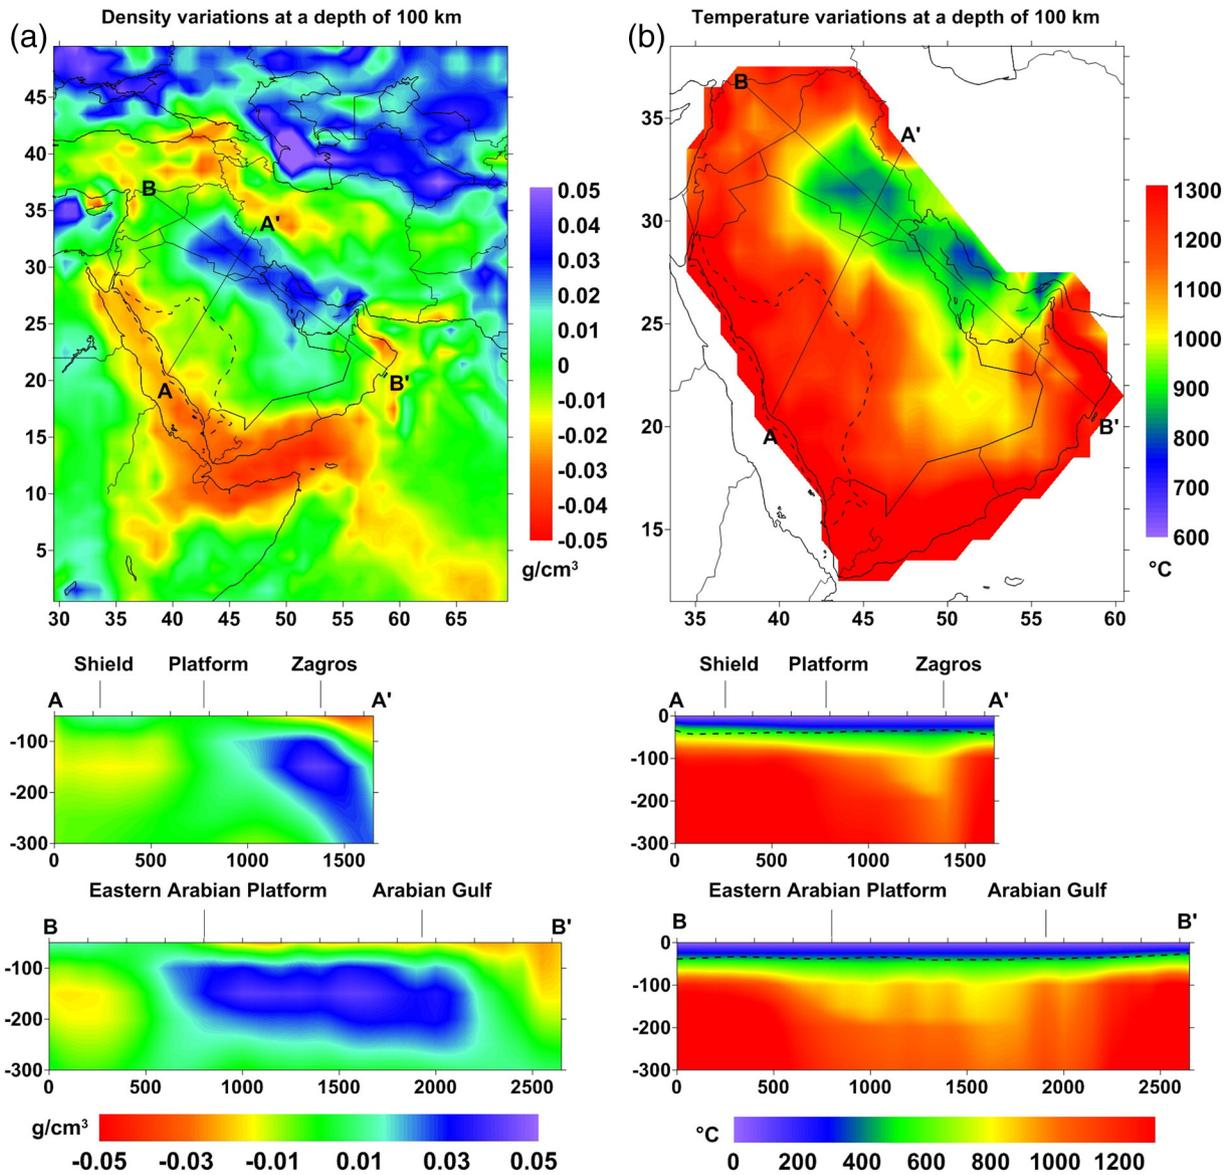 Density variations at a depth of 100 km
Temperature variations at a depth of 100 km
(a)
(b)
45
40
35
30
25
20
15
10
5
30 35 40 45 50 55 60 65
B
A'
A
B'
0.05
0.04
0.03
0.02
0.01
0
-0.01
-0.02
-0.03
-0.04
-0.05
g/cm³
35
30
25
20
15
35 40 45 50 55 60
B
A'
A
B'
1300
1200
1100
1000
900
800
700
600
°C
Shield Platform Zagros
A A'
-100
-200
-300
0 500 1000 1500
Shield Platform Zagros
A A'
0
-100
-200
-300
0 500 1000 1500
Eastern Arabian Platform Arabian Gulf
B B'
-100
-200
-300
0 500 1000 1500 2000 2500
Eastern Arabian Platform Arabian Gulf
B B'
0
-100
-200
-300
0 500 1000 1500 2000 2500
g/cm³
-0.05 -0.03 -0.01 0.01 0.03 0.05
°C
0 200 400 600 800 1000 1200